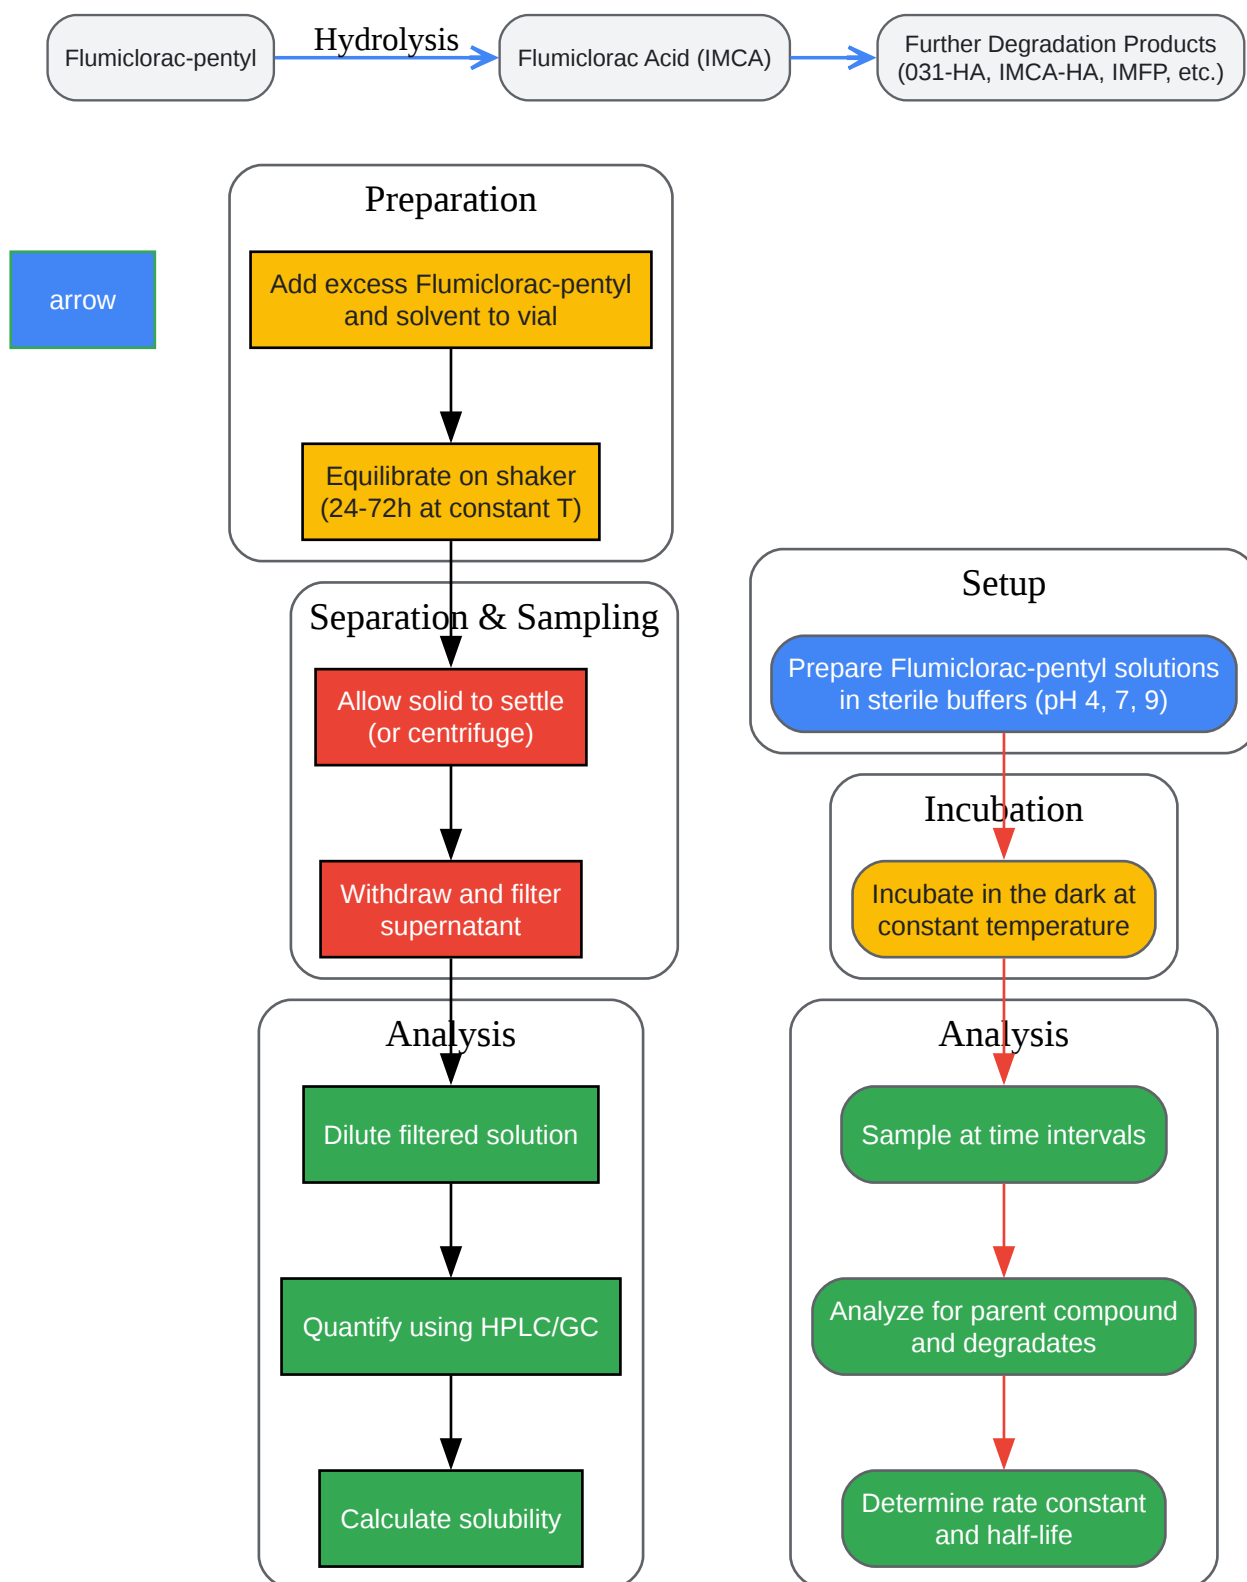 Flumiclorac-pentyl
Hydrolysis
Flumiclorac Acid (IMCA)
Further Degradation Products
(031-HA, IMCA-HA, IMFP, etc.)
arrow
Preparation
Add excess Flumiclorac-pentyl
and solvent to vial
Equilibrate on shaker
(24-72h at constant T)
Separation & Sampling
Allow solid to settle
(or centrifuge)
Withdraw and filter
supernatant
Analysis
Dilute filtered solution
Quantify using HPLC/GC
Calculate solubility
Setup
Prepare Flumiclorac-pentyl solutions
in sterile buffers (pH 4, 7, 9)
Incubation
Incubate in the dark at
constant temperature
Analysis
Sample at time intervals
Analyze for parent compound
and degradates
Determine rate constant
and half-life